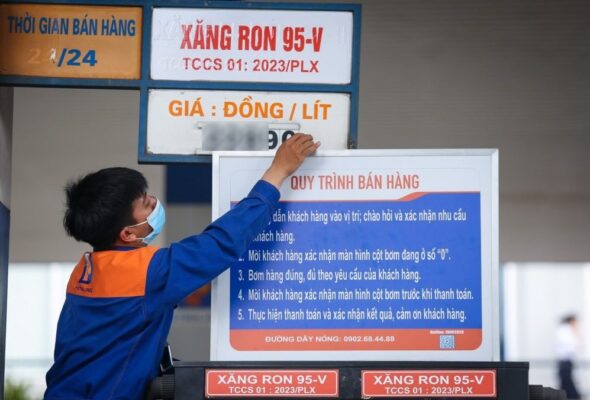 THỜI GIAN BÁN HÀNG
24/24
XĂNG RON 95-V
TCCS 01: 2023/PLX
GIÁ : ĐỒNG / LÍT
90
QUY TRÌNH BÁN HÀNG
dẫn khách hàng vào vị trí; chào hỏi và xác nhận nhu cầu
khách hàng.
2. Mời khách hàng xác nhận màn hình cột bơm đang ở số "0".
3. Bơm hàng đúng, đủ theo yêu cầu của khách hàng.
4. Mời khách hàng xác nhận màn hình cột bơm trước khi thanh toán.
5. Thực hiện thanh toán và xác nhận kết quả, cảm ơn khách hàng.
ĐƯỜNG DÂY NÓNG: 0902.68.44.88
XĂNG RON 95-V
TCCS 01: 2023/PLX
XĂNG RON 95-V
TCCS 01: 2023/PLX